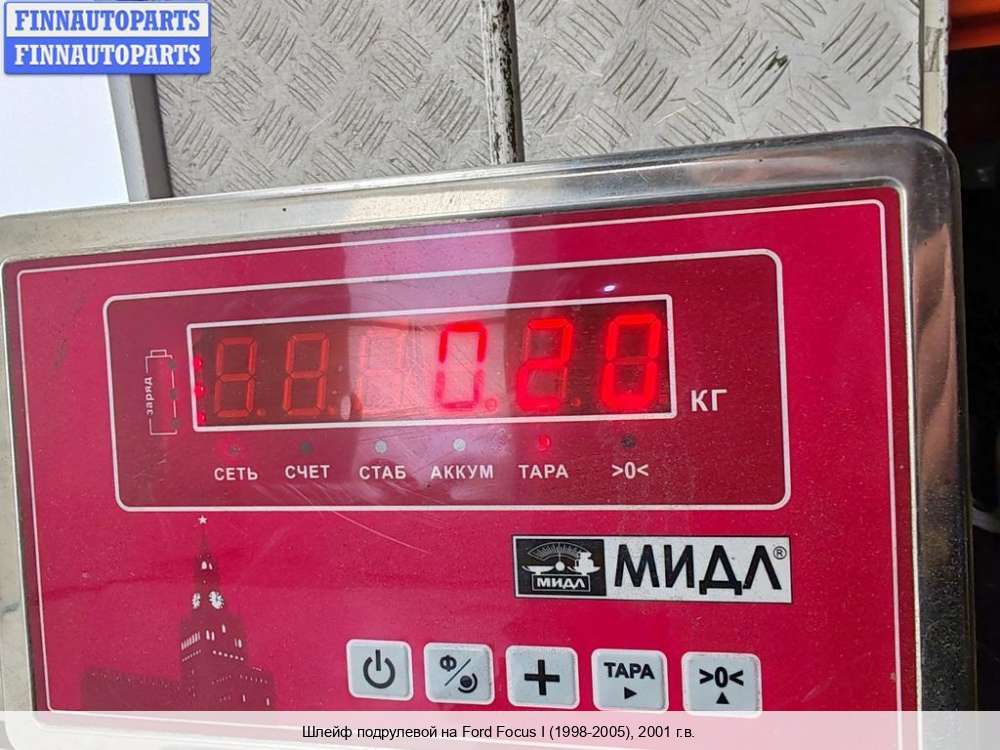 FINNAUTOPARTS
FINNAUTOPARTS
заряд
0.20
КГ
СЕТЬ СЧЕТ СТАБ АККУМ ТАРА >0<
МИДЛ МИДЛ®
Ф ТАРА >0<
Шлейф подрулевой на Ford Focus I (1998-2005), 2001 г.в.